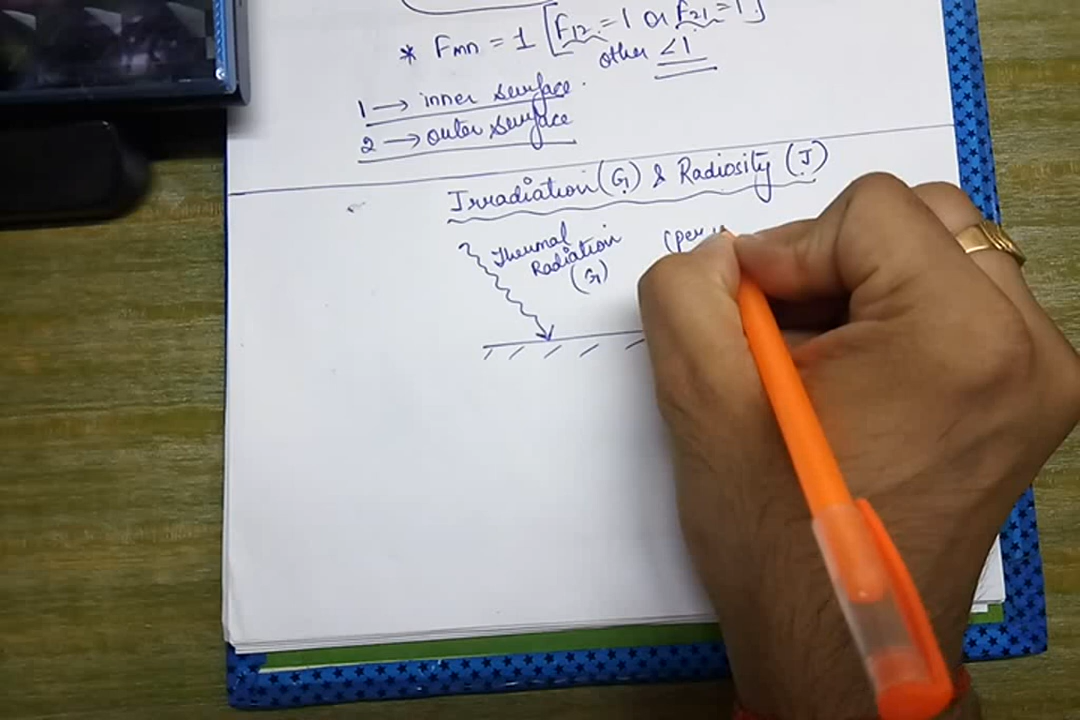 * Fmn = 1 [F12 = 1 or F21 = 1]
other <1
1 → inner surface
2 → outer surface
Irradiation (G) & Radiosity (J)
Thermal
Radiation
(G)
(per